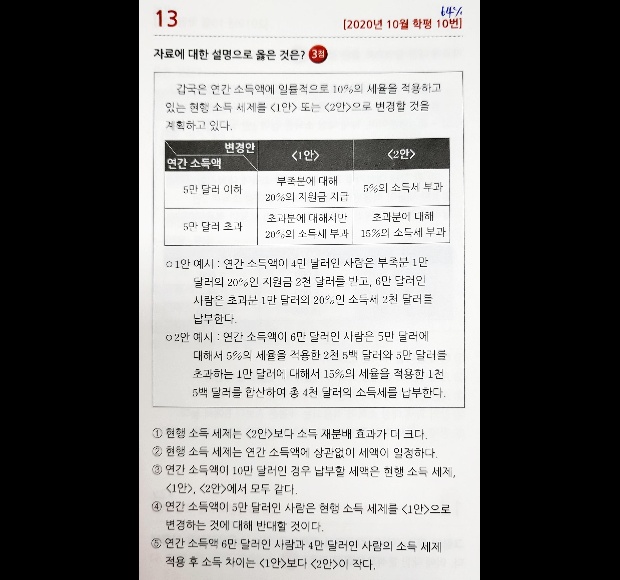 13
64%
[2020년 10월 학평 10번]
자료에 대한 설명으로 옳은 것은? 3점
갑국은 연간 소득액에 일률적으로 10%의 세율을 적용하고
있는 현행 소득 세제를 <1안> 또는 <2안>으로 변경할 것을
계획하고 있다.
변경안
연간 소득액
<1안>
<2안>
5만 달러 이하
부족분에 대해
20%의 지원금 지급
5%의 소득세 부과
5만 달러 초과
초과분에 대해서만
20%의 소득세 부과
초과분에 대해
15%의 소득세 부과
○1안 예시 : 연간 소득액이 4만 달러인 사람은 부족분 1만
달러의 20%인 지원금 2천 달러를 받고, 6만 달러인
사람은 초과분 1만 달러의 20%인 소득세 2천 달러를
납부한다.
○2안 예시 : 연간 소득액이 6만 달러인 사람은 5만 달러에
대해서 5%의 세율을 적용한 2천 5백 달러와 5만 달러를
초과하는 1만 달러에 대해서 15%의 세율을 적용한 1천
5백 달러를 합산하여 총 4천 달러의 소득세를 납부한다.
① 현행 소득 세제는 <2안>보다 소득 재분배 효과가 더 크다.
② 현행 소득 세제는 연간 소득액에 상관없이 세액이 일정하다.
③ 연간 소득액이 10만 달러인 경우 납부할 세액은 현행 소득 세제,
<1안>, <2안>에서 모두 같다.
④ 연간 소득액이 5만 달러인 사람은 현행 소득 세제를 <1안>으로
변경하는 것에 대해 반대할 것이다.
⑤ 연간 소득액 6만 달러인 사람과 4만 달러인 사람의 소득 세제
적용 후 소득 차이는 <1안>보다 <2안>이 작다.